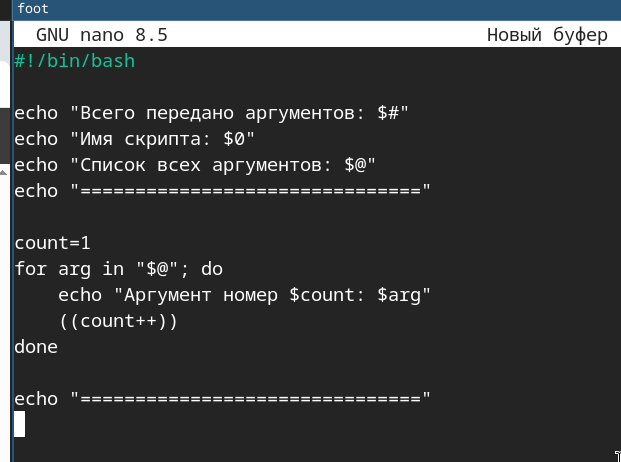 foot
GNU nano 8.5 Новый буфер
#!/bin/bash
echo "Всего передано аргументов: $#"
echo "Имя скрипта: $0"
echo "Список всех аргументов: $@"
echo "==============================="
count=1
for arg in "$@"; do
    echo "Аргумент номер $count: $arg"
    ((count++))
done
echo "==============================="